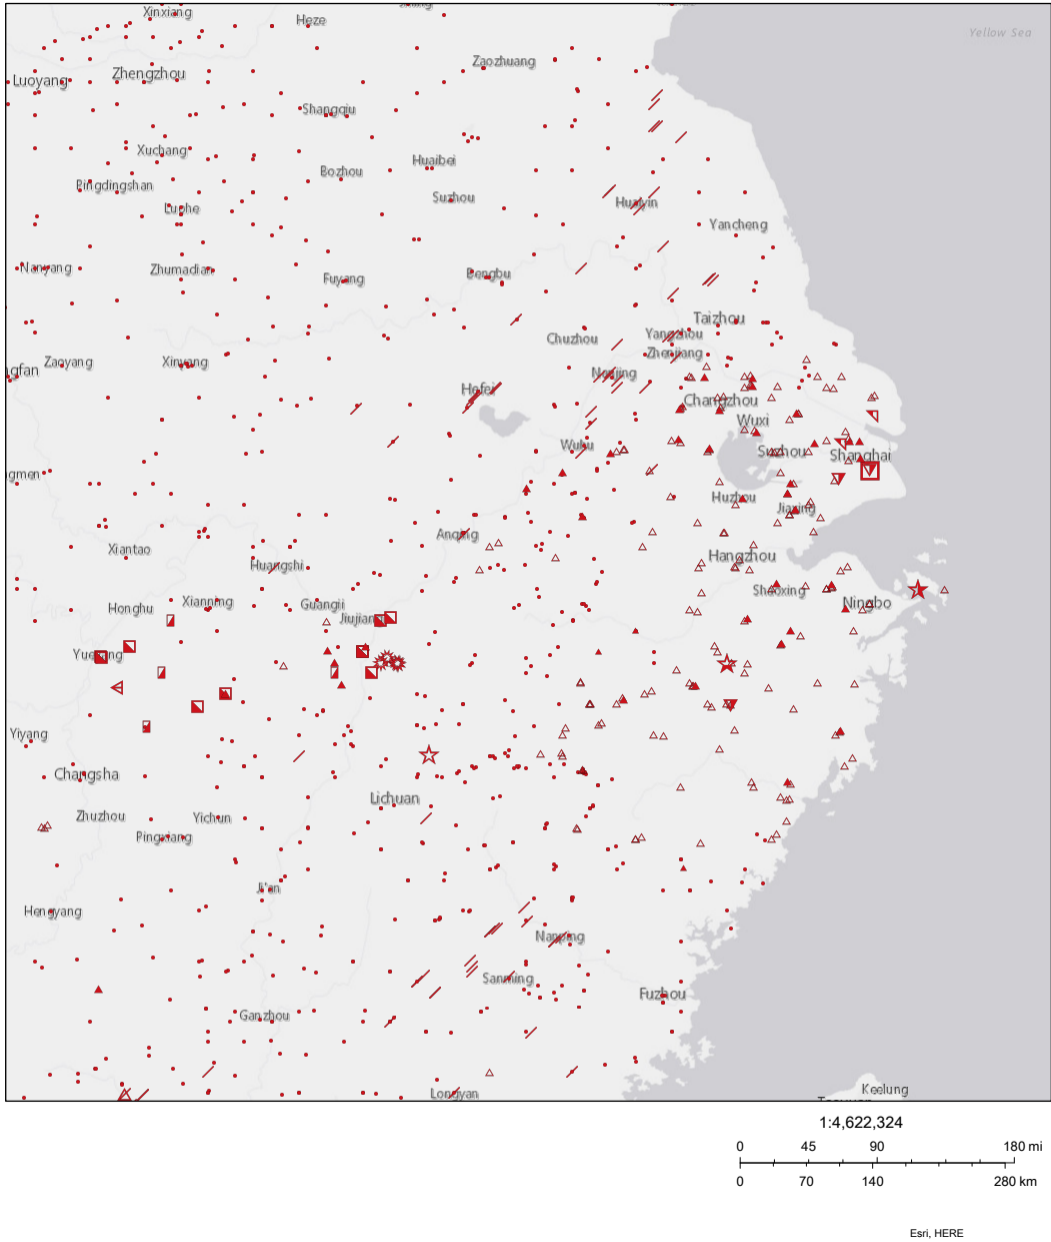 Yellow Sea
Xinxiang
Heze
Zaozhuang
Luoyang
Zhengzhou
Shangqiu
Xuchang
Huaibei
Bozhou
Pingdingshan
Suzhou
Luohe
Huaiyin
Yancheng
Nanyang
Zhumadian
Bengbu
Fuyang
Taizhou
Yangzhou
Chuzhou
Zhenjiang
Zaoyang
Xinyang
ngfan
Nanjing
Hefei
Changzhou
Wuxi
Wuhu
Suzhou
Shanghai
gmen
Huzhou
Jiaxing
Anqing
Xiantao
Hangzhou
Huangshi
Shaoxing
Xianning
Guangji
Ningbo
Honghu
Jiujiang
Yueyang
Yiyang
Changsha
Lichuan
Zhuzhou
Yichun
Pingxiang
Ji'an
Hengyang
Nanping
Sanming
Fuzhou
Ganzhou
Longyan
Keelung
1:4,622,324
0 45 90 180 mi
0 70 140 280 km
Esri, HERE